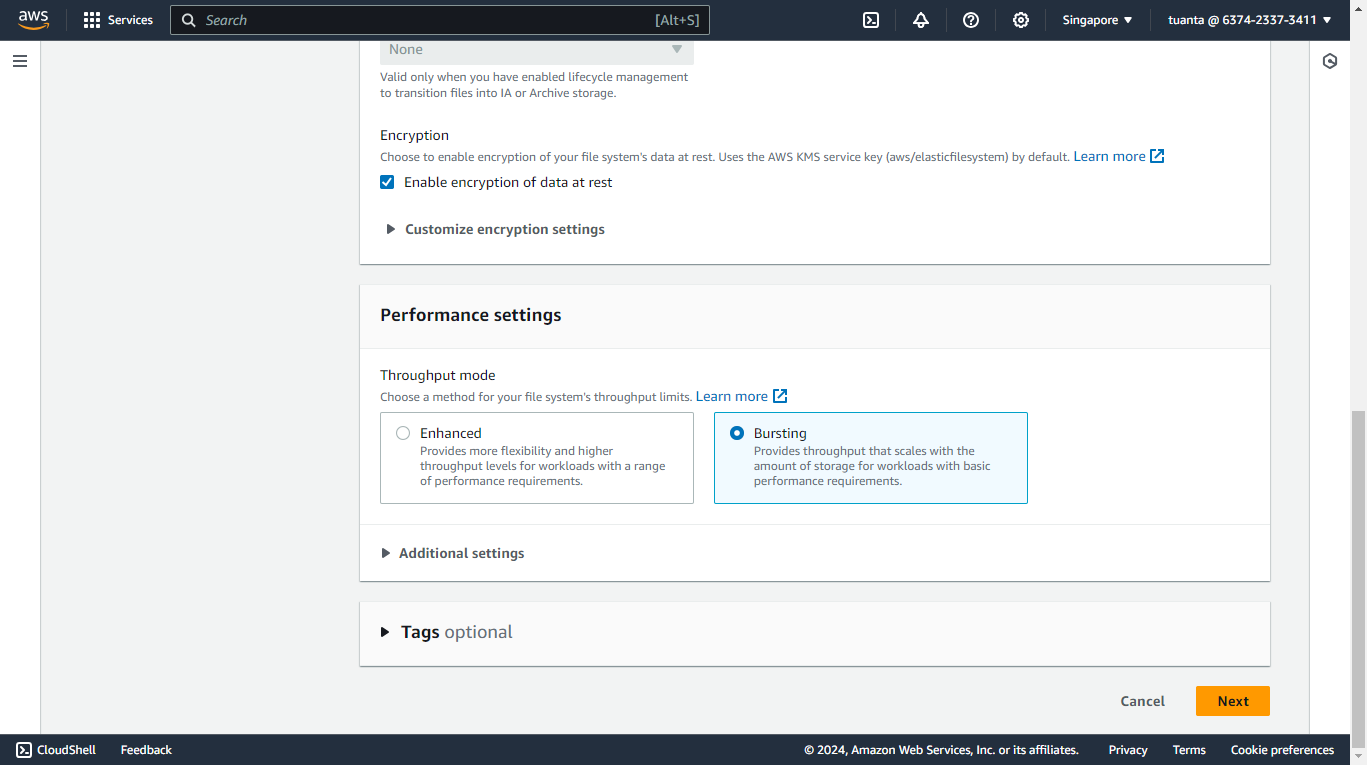 aws
Services
Search [Alt+S]
Singapore
tuanta @ 6374-2337-3411
None
Valid only when you have enabled lifecycle management
to transition files into IA or Archive storage.
Encryption
Choose to enable encryption of your file system's data at rest. Uses the AWS KMS service key (aws/elasticfilesystem) by default. Learn more
Enable encryption of data at rest
Customize encryption settings
Performance settings
Throughput mode
Choose a method for your file system's throughput limits. Learn more
Enhanced
Provides more flexibility and higher
throughput levels for workloads with a range
of performance requirements.
Bursting
Provides throughput that scales with the
amount of storage for workloads with basic
performance requirements.
Additional settings
Tags optional
Cancel
Next
CloudShell
Feedback
© 2024, Amazon Web Services, Inc. or its affiliates.
Privacy
Terms
Cookie preferences